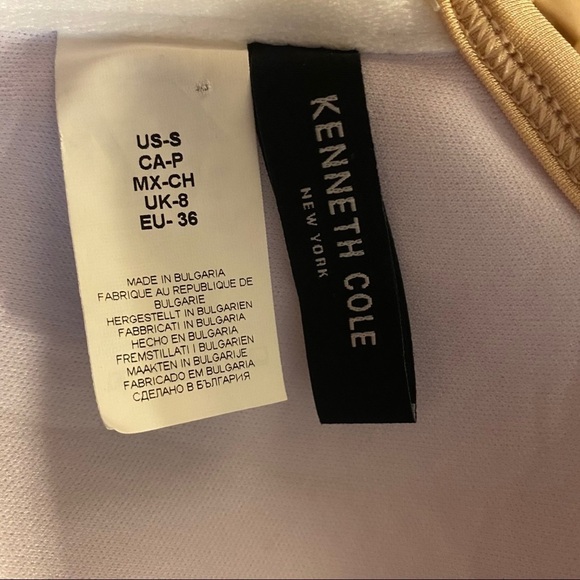 US-S
CA-P
MX-CH
UK-8
EU- 36
MADE IN BULGARIA
FABRIQUE AU REPUBLIQUE DE
BULGARIE
HERGESTELLT IN BULGARIEN
FABBRICATI IN BULGARIA
HECHO EN BULGARIA
FREMSTILLATI I BULGARIEN
MAAKTEN IN BULGARIJE
FABRICADO EM BULGARIA
СДЕЛАНО В БЪЛГАРИЯ
KENNETH COLE
NEW YORK